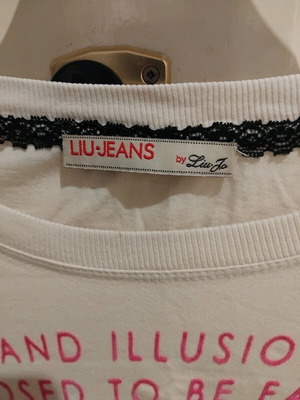 LIU·JEANS by Liu·Jo
AND ILLUSIO
OSED TO BE